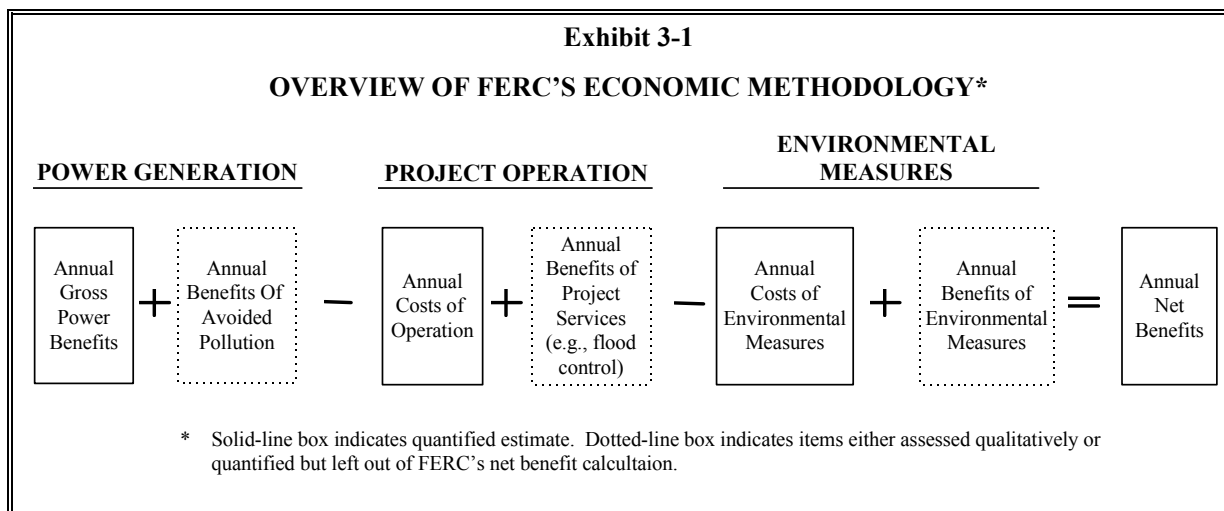 Exhibit 3-1
OVERVIEW OF FERC'S ECONOMIC METHODOLOGY*
POWER GENERATION
PROJECT OPERATION
ENVIRONMENTAL
MEASURES
Annual
Gross
Power
Benefits
+
Annual
Benefits Of
Avoided
Pollution
−
Annual
Costs of
Operation
+
Annual
Benefits of
Project
Services
(e.g., flood
control)
−
Annual
Costs of
Environmental
Measures
+
Annual
Benefits of
Environmental
Measures
=
Annual
Net
Benefits
* Solid-line box indicates quantified estimate. Dotted-line box indicates items either assessed qualitatively or
quantified but left out of FERC's net benefit calcultaion.